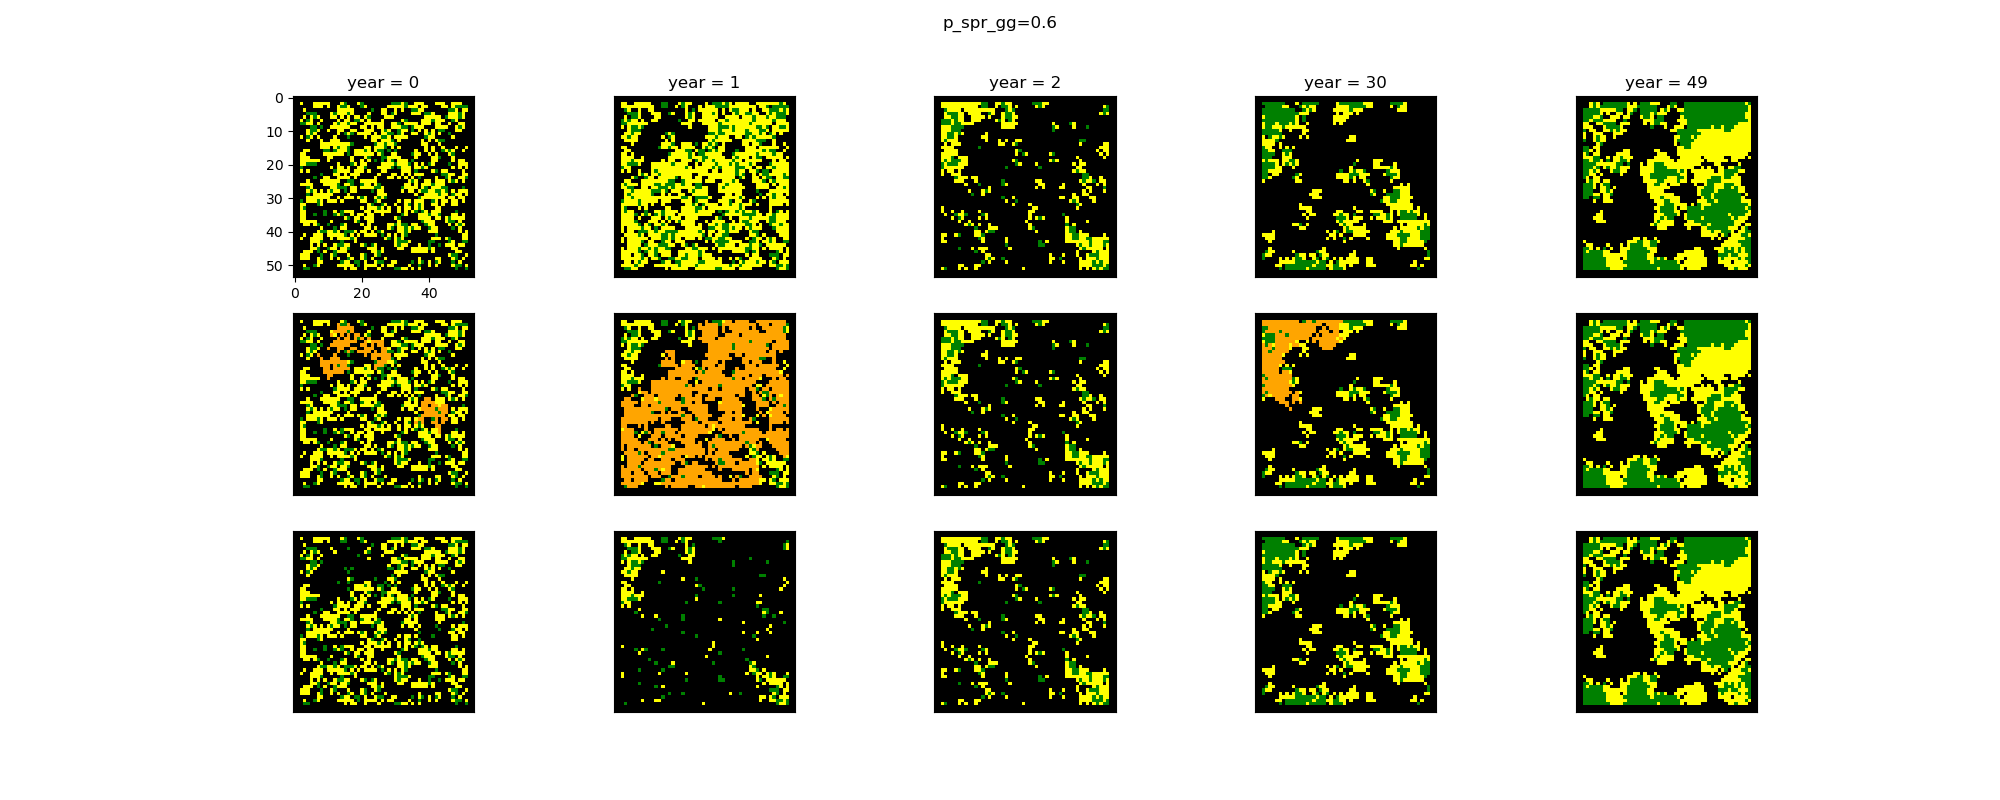 p_spr_gg=0.6
year = 0
year = 1
year = 2
year = 30
year = 49
0
10
20
30
40
50
0
20
40